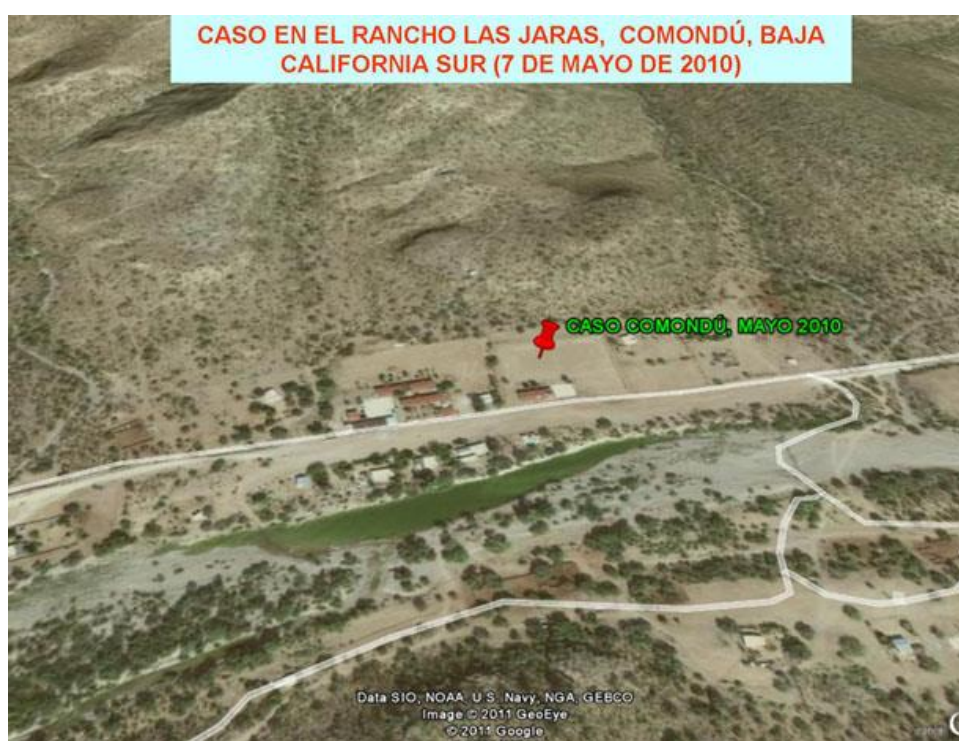 CASO EN EL RANCHO LAS JARAS, COMONDÚ, BAJA
CALIFORNIA SUR (7 DE MAYO DE 2010)
CASO COMONDÚ, MAYO 2010
Data SIO, NOAA, U.S. Navy, NGA, GEBCO
Image © 2011 GeoEye
© 2011 Google